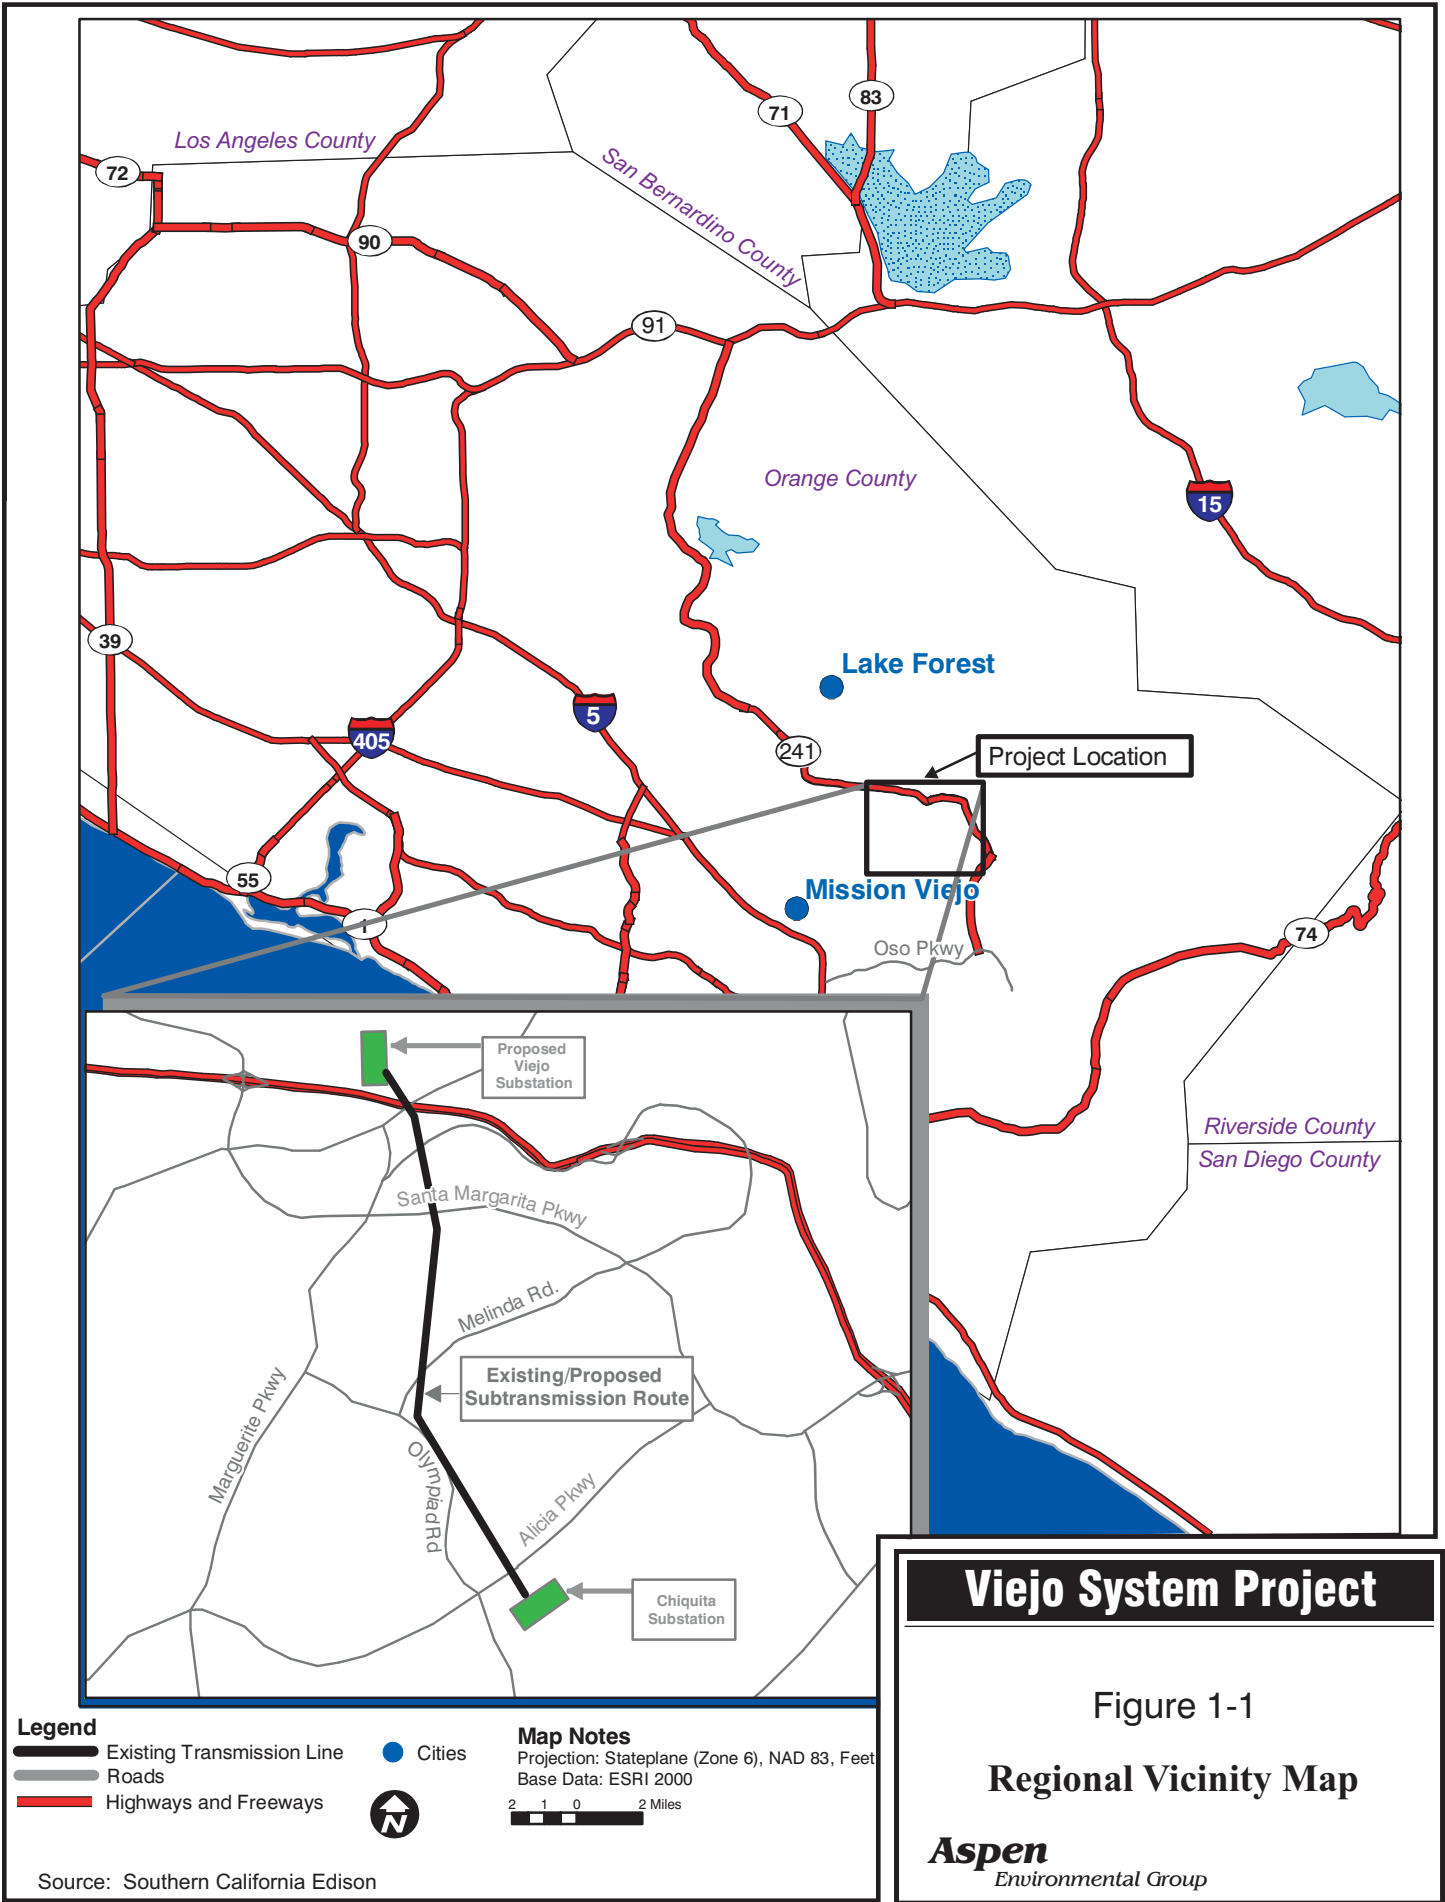 Los Angeles County
San Bernardino County
71
83
72
90
91
Orange County
15
39
Lake Forest
5
405
241
Project Location
55
1
Mission Viejo
Oso Pkwy
74
Riverside County
San Diego County
Proposed
Viejo
Substation
Santa Margarita Pkwy
Melinda Rd.
Existing/Proposed
Subtransmission Route
Marguerite Pkwy
Olympiad Rd
Alicia Pkwy
Chiquita
Substation
Legend
Existing Transmission Line
Roads
Highways and Freeways
Cities
N
Map Notes
Projection: Stateplane (Zone 6), NAD 83, Feet
Base Data: ESRI 2000
2 1 0 2 Miles
Source: Southern California Edison
Viejo System Project
Figure 1-1
Regional Vicinity Map
Aspen
Environmental Group